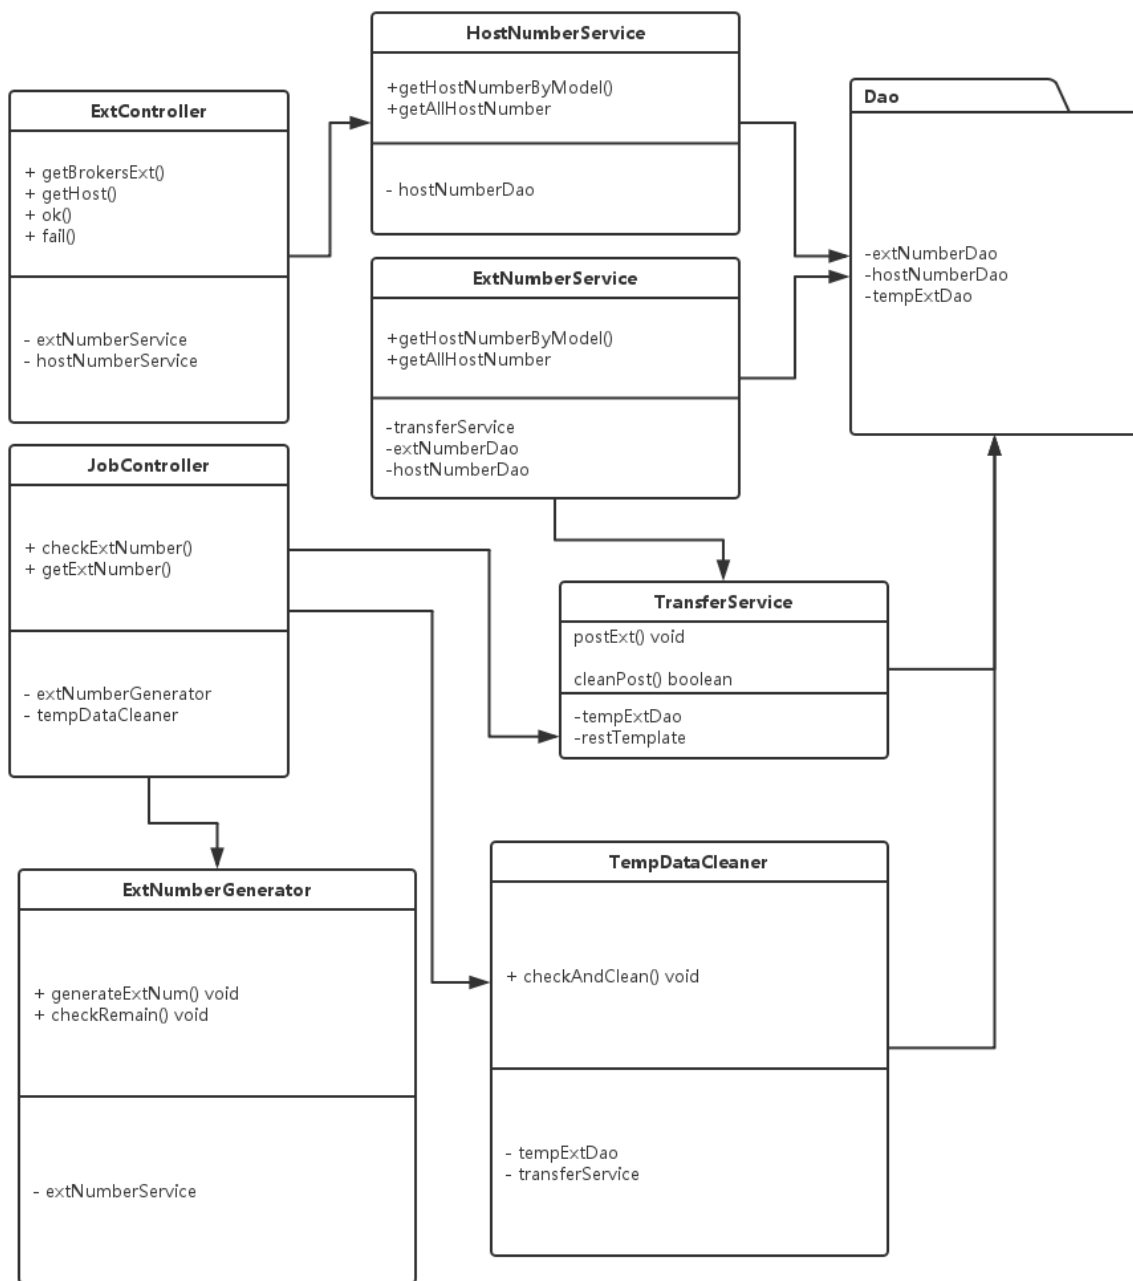 HostNumberService
+getHostNumberByModel()
+getAllHostNumber
- hostNumberDao
ExtController
+ getBrokersExt()
+ getHost()
+ ok()
+ fail()
- extNumberService
- hostNumberService
Dao
-extNumberDao
-hostNumberDao
-tempExtDao
ExtNumberService
+getHostNumberByModel()
+getAllHostNumber
-transferService
-extNumberDao
-hostNumberDao
JobController
+ checkExtNumber()
+ getExtNumber()
- extNumberGenerator
- tempDataCleaner
TransferService
postExt() void
cleanPost() boolean
-tempExtDao
-restTemplate
ExtNumberGenerator
+ generateExtNum() void
+ checkRemain() void
- extNumberService
TempDataCleaner
+ checkAndClean() void
- tempExtDao
- transferService